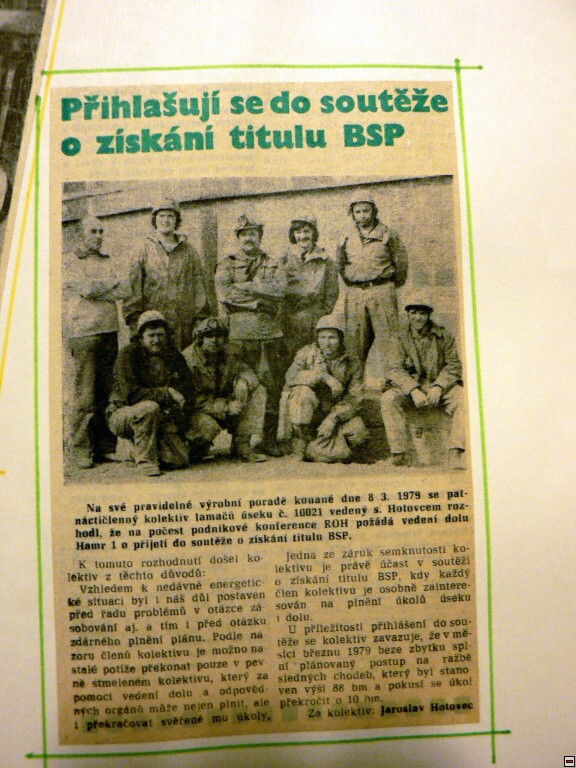 Přihlašují se do soutěže
o získání titulu BSP
Na své pravidelné výrobní poradě konané dne 8 3. 1979 se pat-
náctičlenný kolektiv lamačů úseku č. 10021 vedený s. Hotovcem roz-
hodl, že na počest podnikové konference ROH požádá vedení dolu
Hamr 1 o přijetí do soutěže o získání titulu BSP.
K tomuto rozhodnutí došel ko-
lektiv z těchto důvodů:
Vzhledem k nedávné energetic-
ké situaci byl i náš důl postaven
před řadu problémů v otázce zá-
sobování aj. a tím i před otázku
zdárného plnění plánu. Podle ná-
zoru členů kolektivu je možno na-
stalé potíže překonat pouze v pev-
ně stmeleném kolektivu, který za
pomoci vedení dolu a odpověd-
ných orgánů může nejen plnit, ale
i překračovat svěřené mu úkoly.
Jedna ze záruk semknutosti ko-
lektivu je právě účast v soutěži
o získání titulu BSP, kdy každý
člen kolektivu je osobně zaintere-
sován na plnění úkolů úseku
i dolu.
U příležitosti přihlášení do sou-
těže se kolektiv zavazuje, že v mě-
síci březnu 1979 beze zbytku spl-
ní plánovaný postup na ražbě
sledných chodeb, který byl stano-
ven výší 88 bm a pokusí se úkol
překročit o 10 bm.
Za kolektiv: Jaroslav Hotovec